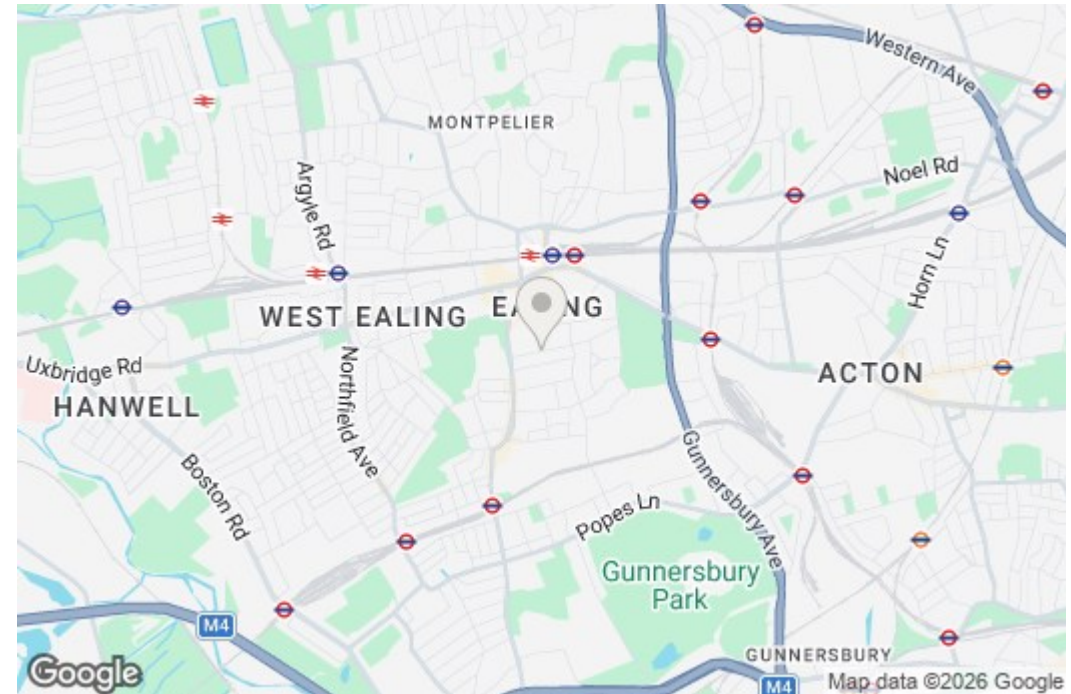 Western Ave
MONTPELIER
Noel Rd
Argyle Rd
Horn Ln
WEST EALING
Uxbridge Rd
ACTON
HANWELL
Northfield Ave
Boston Rd
Gunnersbury Ave
Popes Ln
Gunnersbury
Park
M4
GUNNERSBURY
M4
Google
Map data ©2026 Google